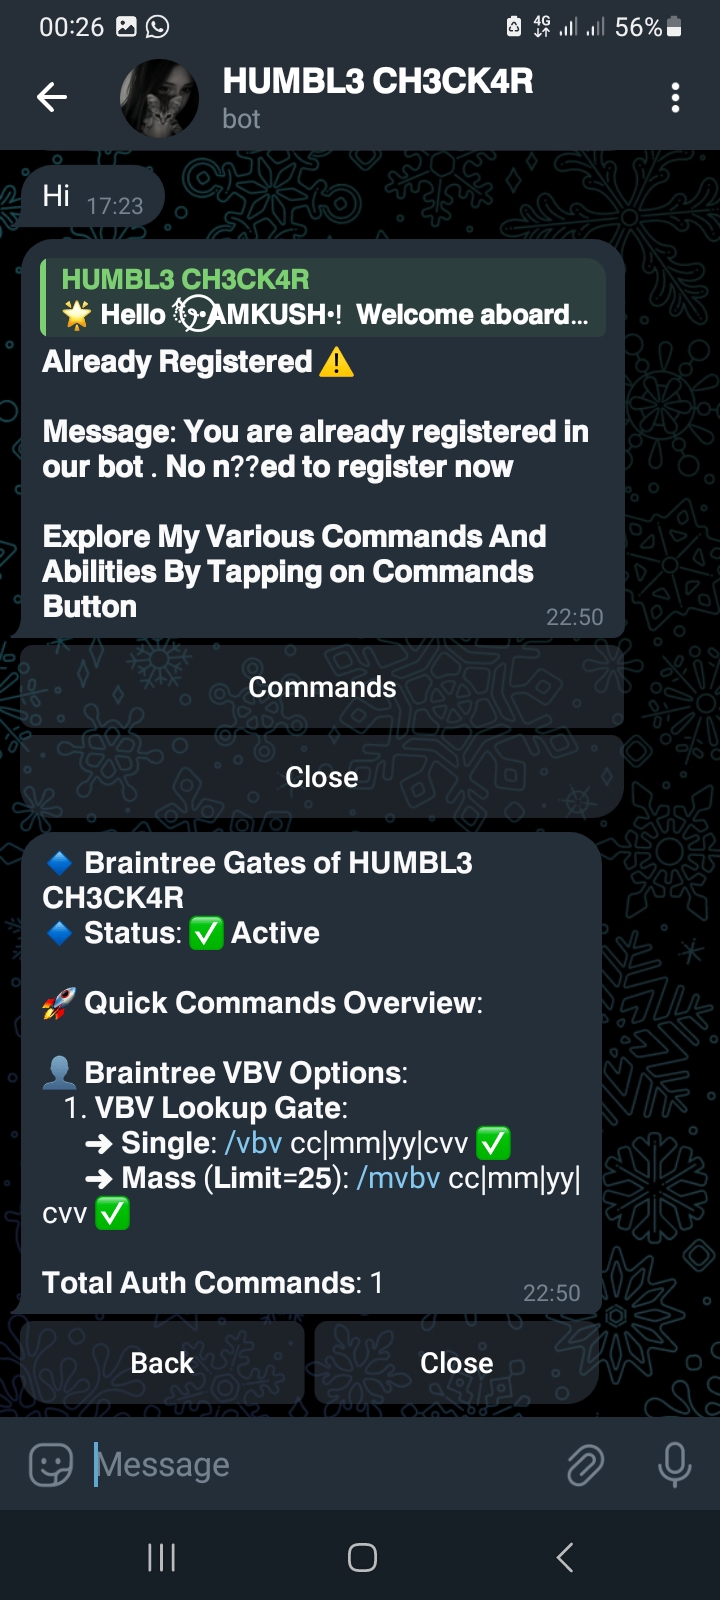 00:26
4G
56%
HUMBL3 CH3CK4R
bot
Hi 17:23
HUMBL3 CH3CK4R
🌟 Hello AMKUSH•! Welcome aboard...
Already Registered ⚠️
Message: You are already registered in
our bot . No n??ed to register now
Explore My Various Commands And
Abilities By Tapping on Commands
Button
22:50
Commands
Close
🔹 Braintree Gates of HUMBL3
CH3CK4R
🔹 Status: ✅ Active
🚀 Quick Commands Overview:
👤 Braintree VBV Options:
1. VBV Lookup Gate:
➜ Single: /vbv cc|mm|yy|cvv ✅
➜ Mass (Limit=25): /mvbv cc|mm|yy|
cvv ✅
Total Auth Commands: 1
22:50
Back
Close
Message